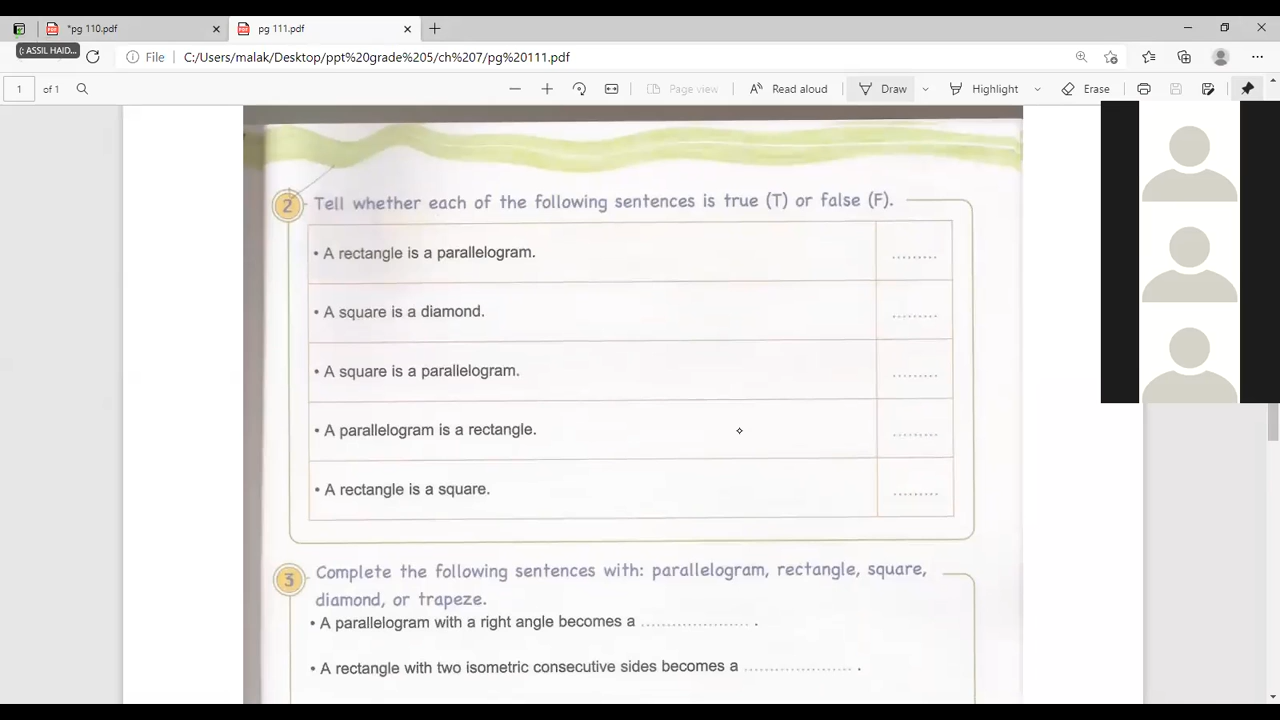 *pg 110.pdf
pg 111.pdf
(: ASSIL HAID...
File
C:/Users/malak/Desktop/ppt%20grade%205/ch%207/pg%20111.pdf
1 of 1
Page view
Read aloud
Draw
Highlight
Erase
2 Tell whether each of the following sentences is true (T) or false (F).
• A rectangle is a parallelogram. .........
• A square is a diamond. .........
• A square is a parallelogram. .........
• A parallelogram is a rectangle. .........
• A rectangle is a square. .........
3 Complete the following sentences with: parallelogram, rectangle, square,
diamond, or trapeze.
• A parallelogram with a right angle becomes a ..................... .
• A rectangle with two isometric consecutive sides becomes a ..................... .